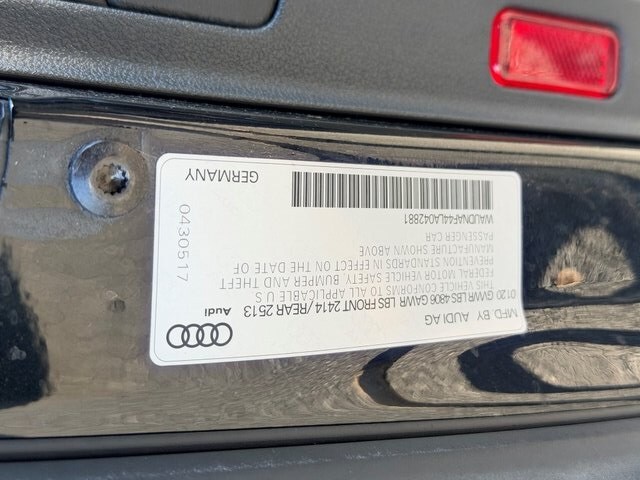 MFD BY AUDI AG
01/20 GWVR LBS 4806 GAWR LBS FRONT 2414 / REAR 2513
THIS VEHICLE CONFORMS TO ALL APPLICABLE U S
FEDERAL MOTOR VEHICLE SAFETY BUMPER AND THEFT
PREVENTION STANDARDS IN EFFECT ON THE DATE OF
MANUFACTURE SHOWN ABOVE
PASSENGER CAR
WAUDNAF44LA042881
Audi
0430517
GERMANY